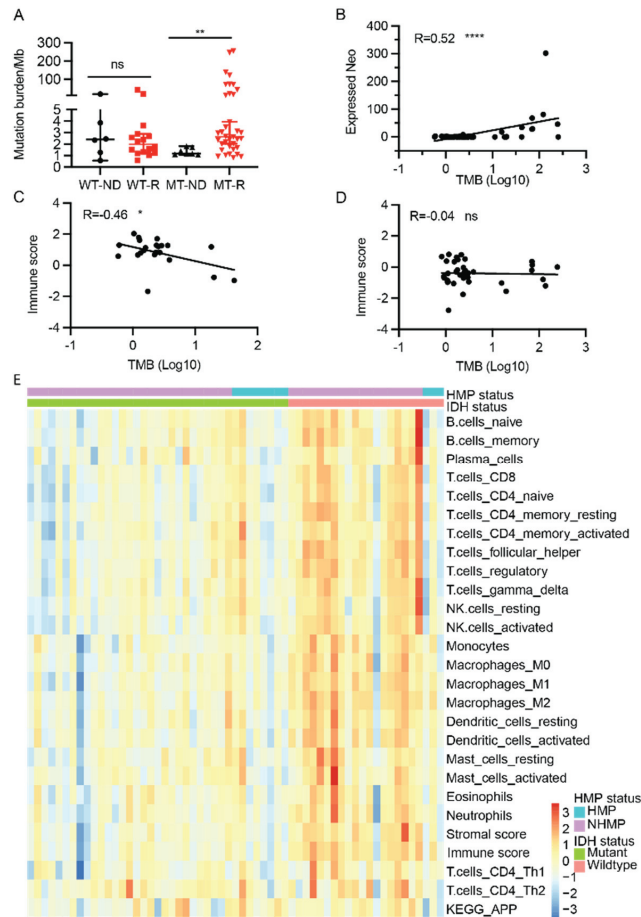 A
Mutation burden/Mb
300
200
100
5
4
3
2
1
0
ns
**
WT-ND WT-R MT-ND MT-R
B
R=0.52 ****
Expressed Neo
400
300
200
100
0
-100
-1 0 1 2 3
TMB (Log10)
C
R=-0.46 *
Immune score
4
2
0
-2
-4
-1 0 1 2
TMB (Log10)
D
R=-0.04 ns
Immune score
4
2
0
-2
-4
-1 0 1 2 3
TMB (Log10)
E
HMP status
IDH status
B.cells_naive
B.cells_memory
Plasma_cells
T.cells_CD8
T.cells_CD4_naive
T.cells_CD4_memory_resting
T.cells_CD4_memory_activated
T.cells_follicular_helper
T.cells_regulatory
T.cells_gamma_delta
NK.cells_resting
NK.cells_activated
Monocytes
Macrophages_M0
Macrophages_M1
Macrophages_M2
Dendritic_cells_resting
Dendritic_cells_activated
Mast_cells_resting
Mast_cells_activated
Eosinophils
Neutrophils
Stromal score
Immune score
T.cells_CD4_Th1
T.cells_CD4_Th2
KEGG_APP
3
2
1
0
−1
−2
−3
HMP status
HMP
NHMP
IDH status
Mutant
Wildtype